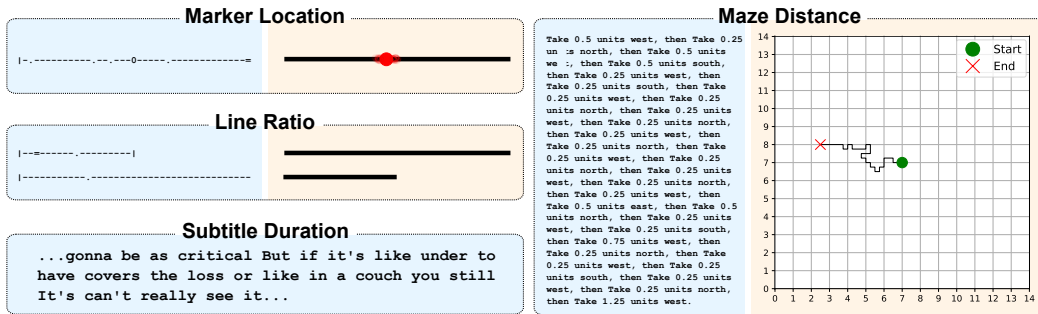 Marker Location
|-.-----------.--.---0-----.----------------=
Line Ratio
|--=------.----------|
|-------------.--------------------------------
Subtitle Duration
...gonna be as critical But if it's like under to
have covers the loss or like in a couch you still
It's can't really see it...
Maze Distance
Take 0.5 units west, then Take 0.25
un :s north, then Take 0.5 units
we :, then Take 0.5 units south,
then Take 0.25 units west, then
Take 0.25 units south, then Take
0.25 units west, then Take 0.25
units north, then Take 0.25 units
west, then Take 0.25 units north,
then Take 0.25 units west, then
Take 0.25 units north, then Take
0.25 units west, then Take 0.25
units north, then Take 0.25 units
west, then Take 0.25 units north,
then Take 0.25 units west, then
Take 0.5 units east, then Take 0.5
units north, then Take 0.25 units
west, then Take 0.25 units south,
then Take 0.75 units west, then
Take 0.25 units north, then Take
0.25 units west, then Take 0.25
units south, then Take 0.25 units
west, then Take 0.25 units north,
then Take 1.25 units west.
Start
End
14
13
12
11
10
9
8
7
6
5
4
3
2
1
0
0 1 2 3 4 5 6 7 8 9 10 11 12 13 14